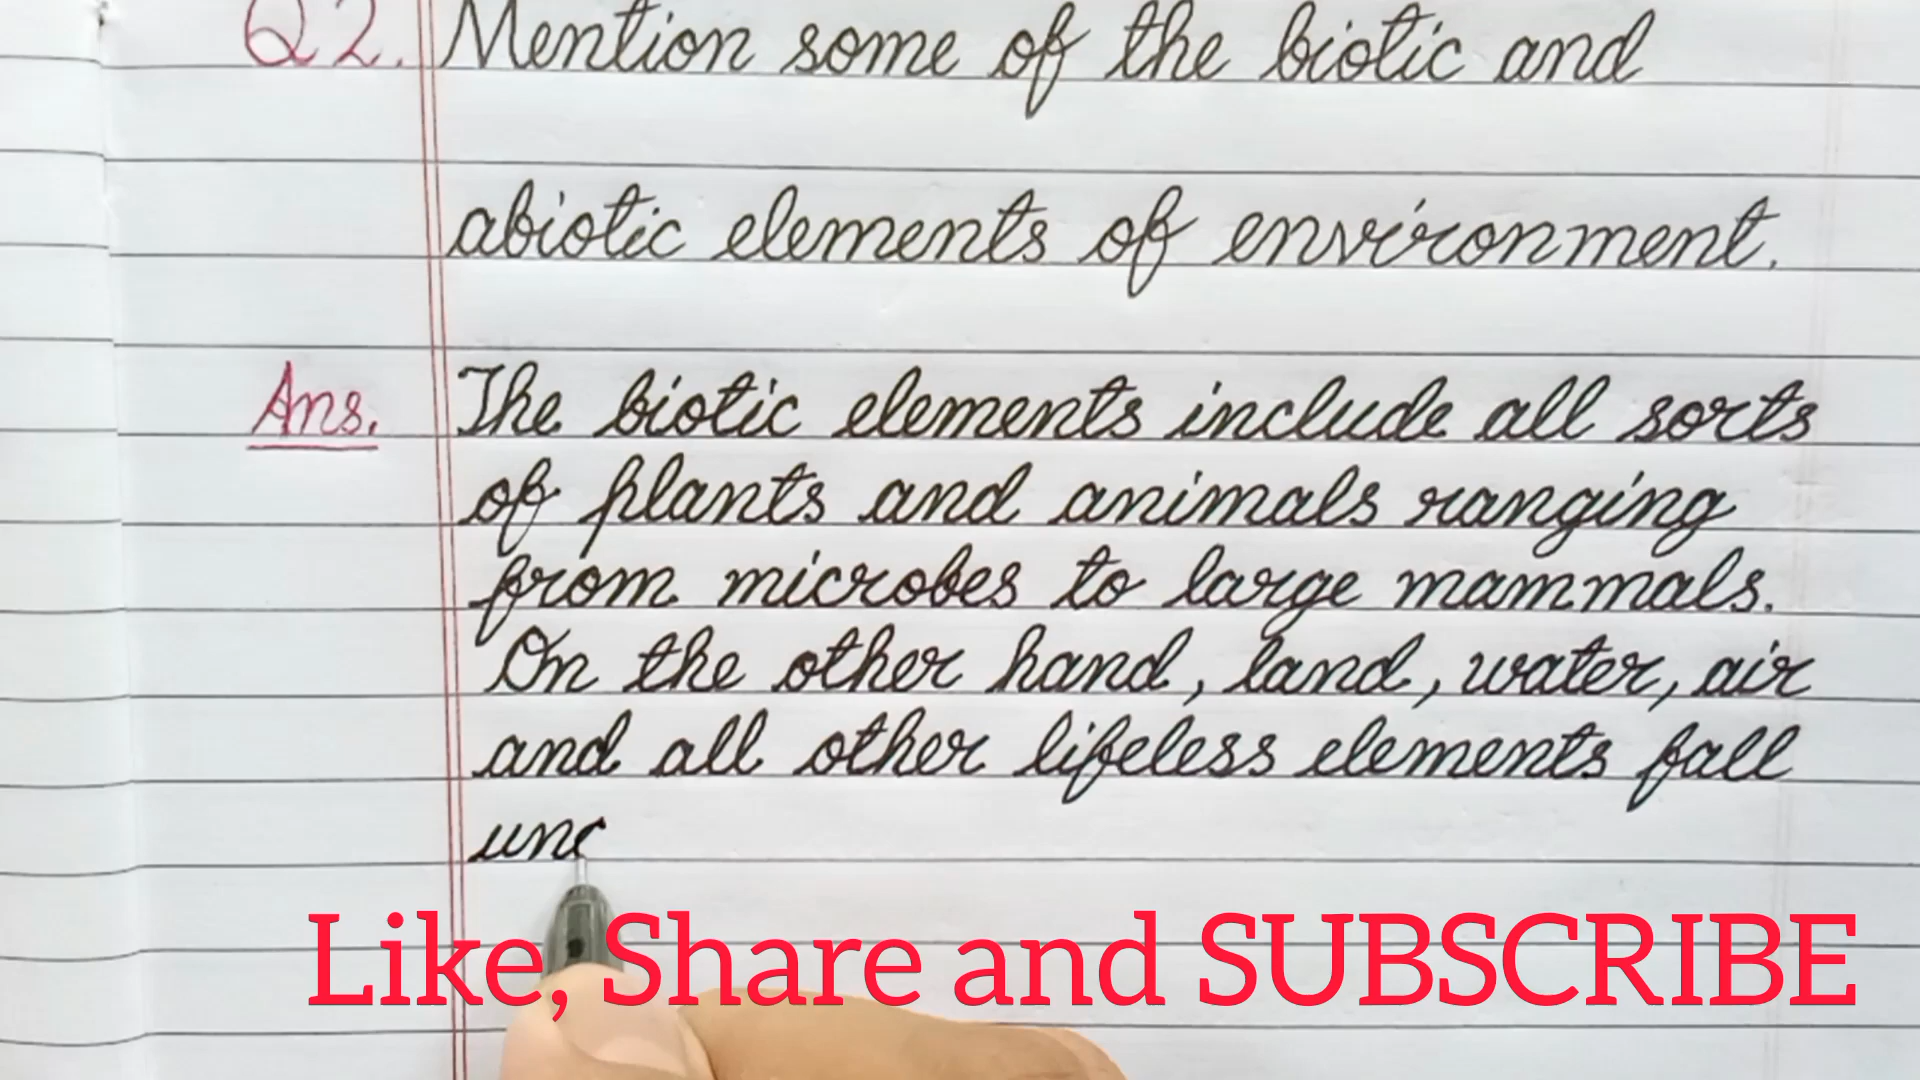 Q2. Mention some of the biotic and
abiotic elements of environment.
Ans. The biotic elements include all sorts
of plants and animals ranging
from microbes to large mammals.
On the other hand, land, water, air
and all other lifeless elements fall
unc
Like, Share and SUBSCRIBE